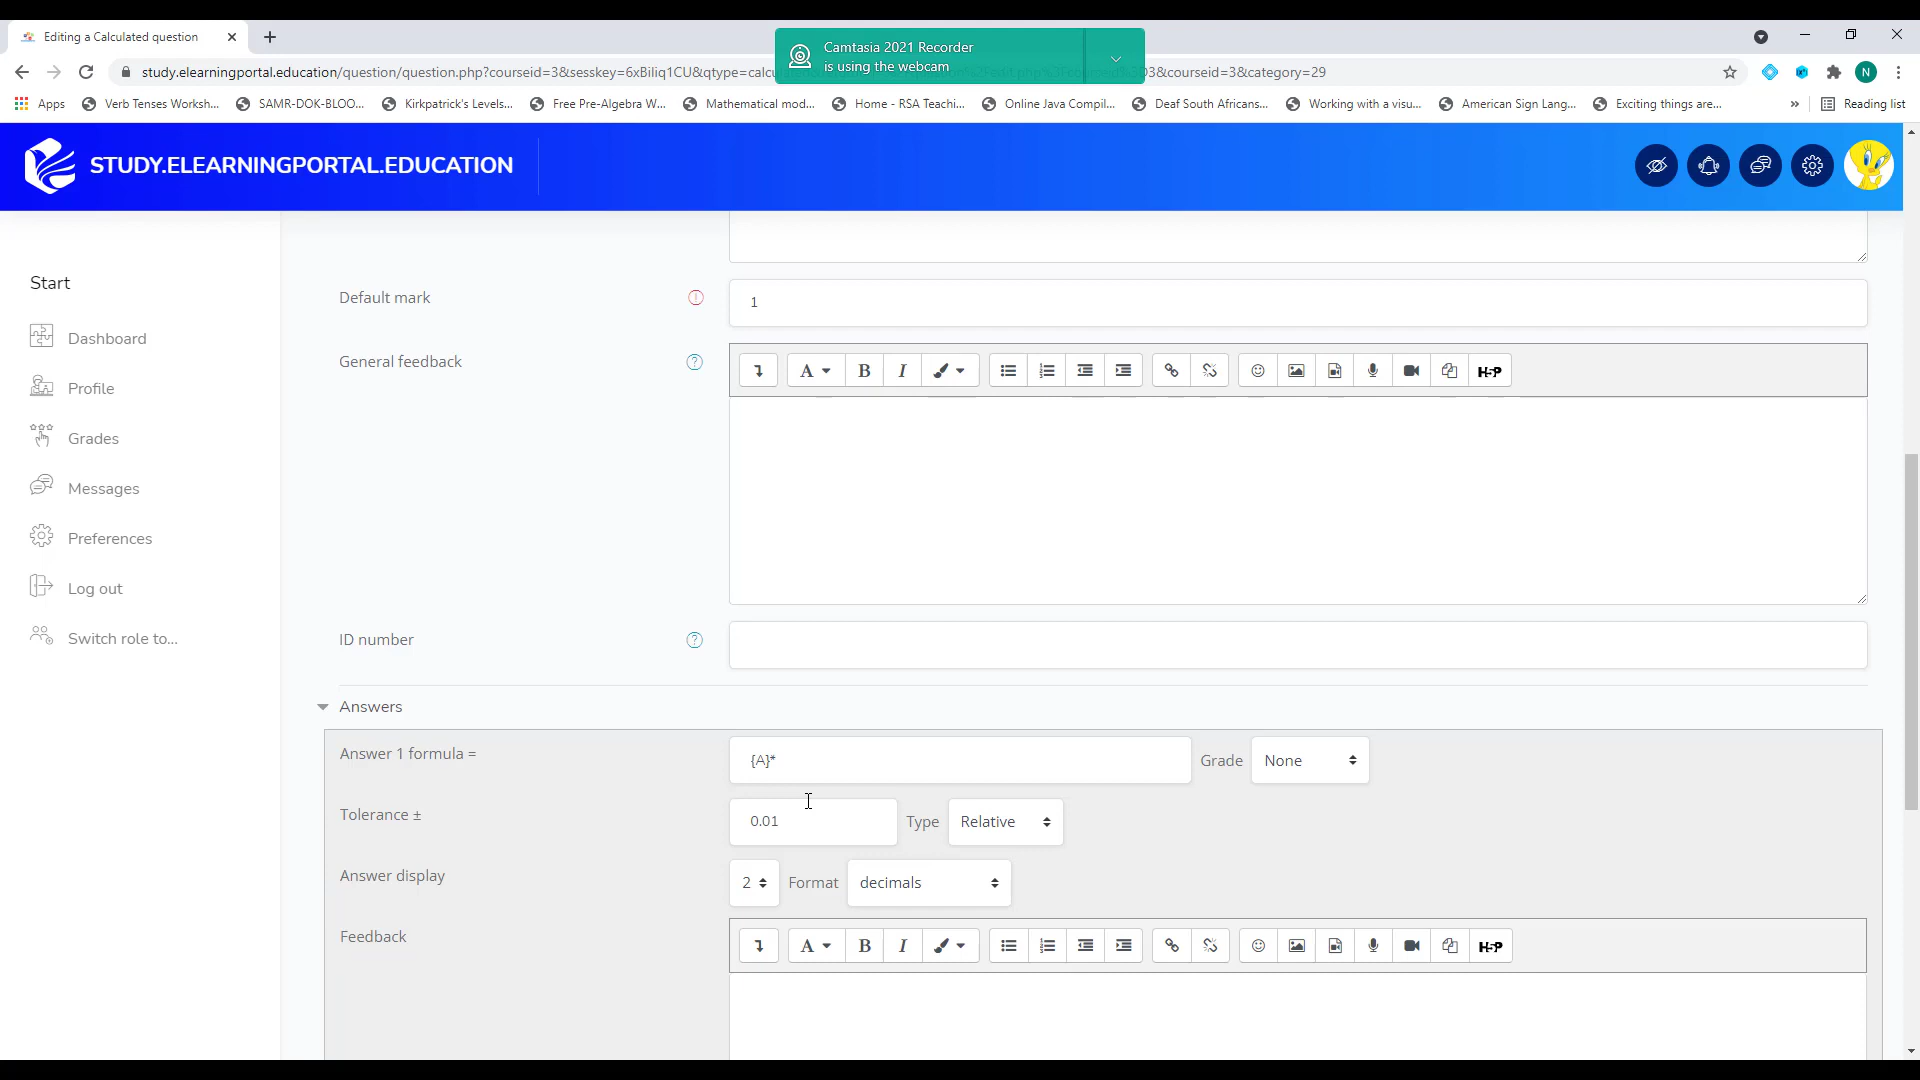 Editing a Calculated question
Camtasia 2021 Recorder
is using the webcam
study.elearningportal.education/question/question.php?courseid=3&sesskey=6xBiliq1CU&qtype=calcu
3&courseid=3&category=29
N
Apps
Verb Tenses Worksh...
SAMR-DOK-BLOO...
Kirkpatrick's Levels...
Free Pre-Algebra W...
Mathematical mod...
Home - RSA Teachi...
Online Java Compil...
Deaf South Africans...
Working with a visu...
American Sign Lang...
Exciting things are...
»
Reading list
STUDY.ELEARNINGPORTAL.EDUCATION
Start
Dashboard
Profile
Grades
Messages
Preferences
Log out
Switch role to...
Default mark
1
General feedback
A B I
H5P
ID number
Answers
Answer 1 formula =
{A}*
Grade
None
Tolerance ±
0.01
Type
Relative
Answer display
2
Format
decimals
Feedback
A B I
H5P